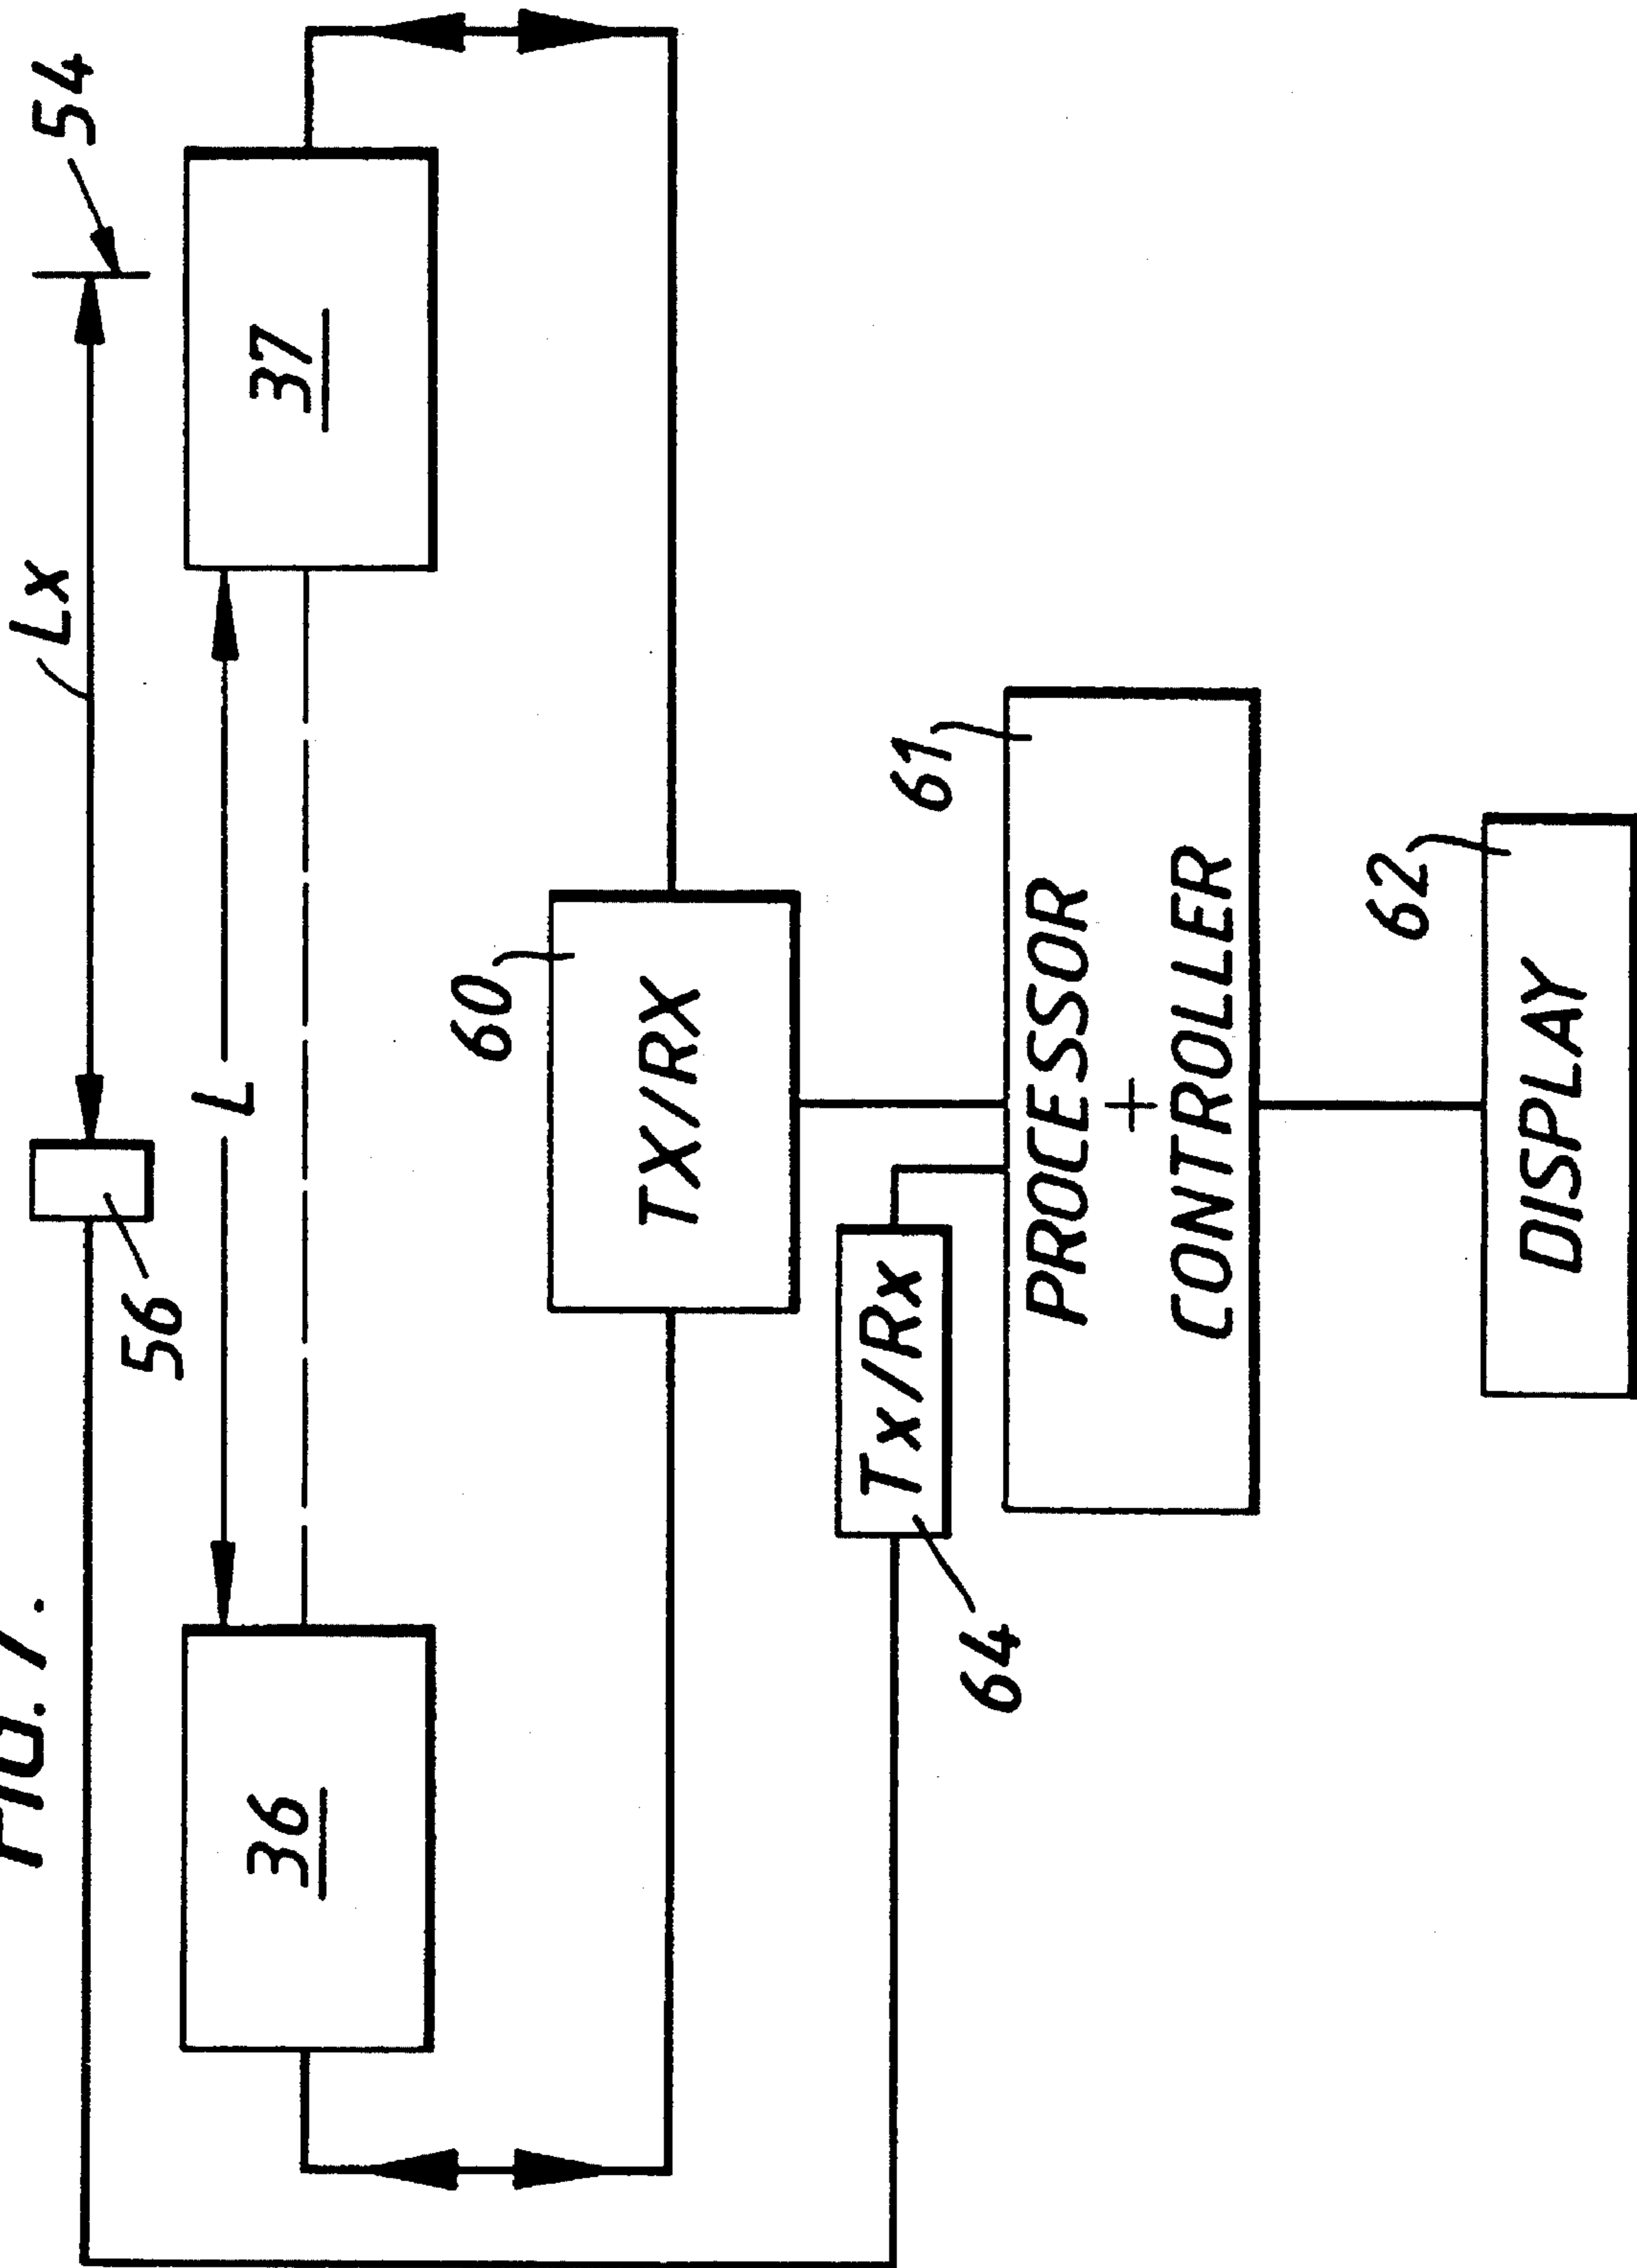 FIG. 7.
Lx
54
56
L
36
37
60
TX/RX
64
Tx/Rx
61
PROCESSOR
+
CONTROLLER
62
DISPLAY